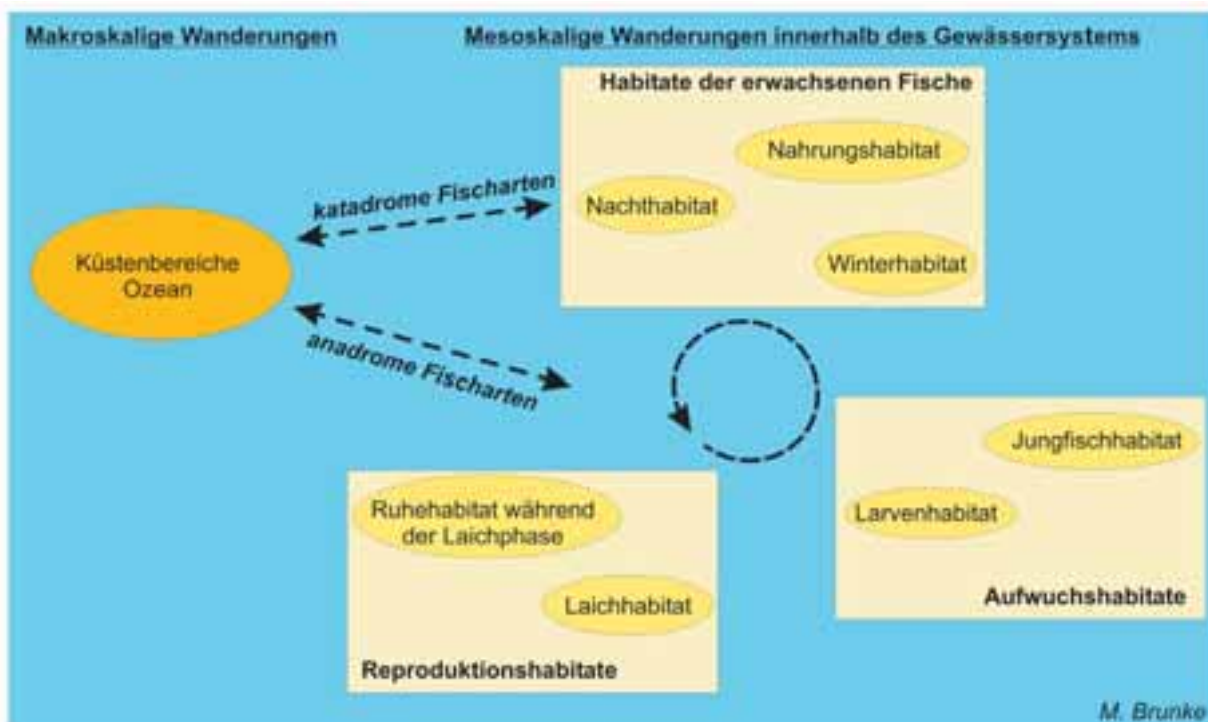 Makroskalige Wanderungen
Mesoskalige Wanderungen innerhalb des Gewässersystems
Habitate der erwachsenen Fische
Nahrungshabitat
Nachthabitat
Winterhabitat
katadrome Fischarten
Küstenbereiche
Ozean
anadrome Fischarten
Jungfischhabitat
Larvenhabitat
Aufwuchshabitate
Ruhehabitat während
der Laichphase
Laichhabitat
Reproduktionshabitate
M. Brunke